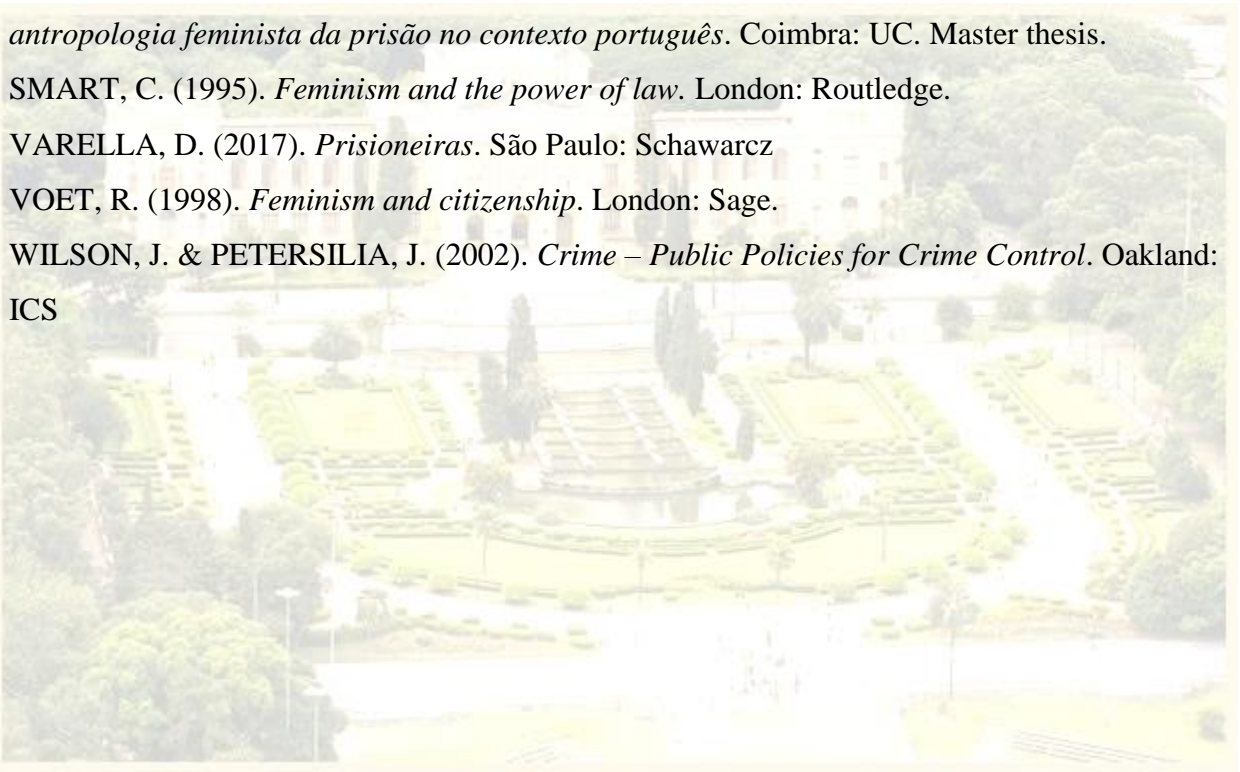 antropologia feminista da prisão no contexto português. Coimbra: UC. Master thesis.
SMART, C. (1995). Feminism and the power of law. London: Routledge.
VARELLA, D. (2017). Prisioneiras. São Paulo: Schawarcz
VOET, R. (1998). Feminism and citizenship. London: Sage.
WILSON, J. & PETERSILIA, J. (2002). Crime – Public Policies for Crime Control. Oakland:
ICS